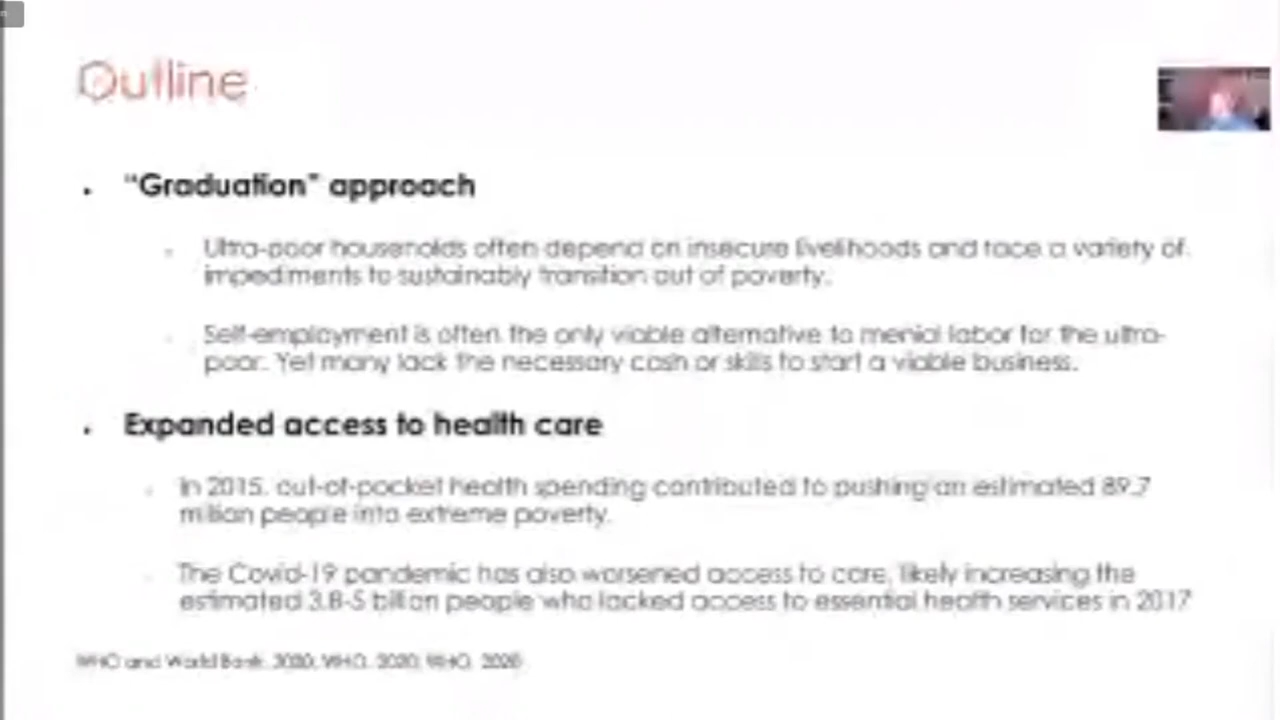 Outline
• "Graduation" approach
• Ultra-poor households often depend on insecure livelihoods and face a variety of
impediments to sustainably transition out of poverty.
• Self-employment is often the only viable alternative to menial labor for the ultra-
poor. Yet many lack the necessary cash or skills to start a viable business.
• Expanded access to health care
• In 2015, out-of-pocket health spending contributed to pushing an estimated 89.7
million people into extreme poverty.
• The Covid-19 pandemic has also worsened access to care, likely increasing the
estimated 3.8-5 billion people who lacked access to essential health services in 2017
WHO and World Bank, 2020; WHO, 2020; WHO, 2020